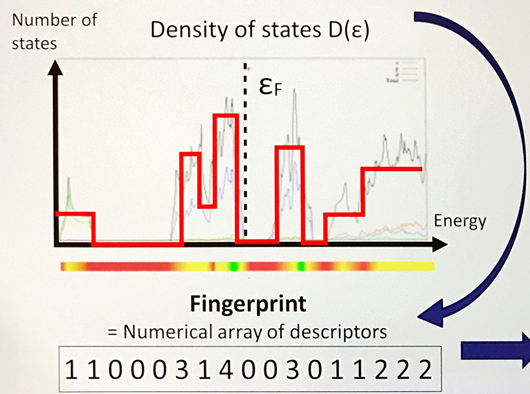 Number of
states
Density of states D(ε)
εF
Energy
Fingerprint
= Numerical array of descriptors
1 1 0 0 0 3 1 4 0 0 3 0 1 1 2 2 2